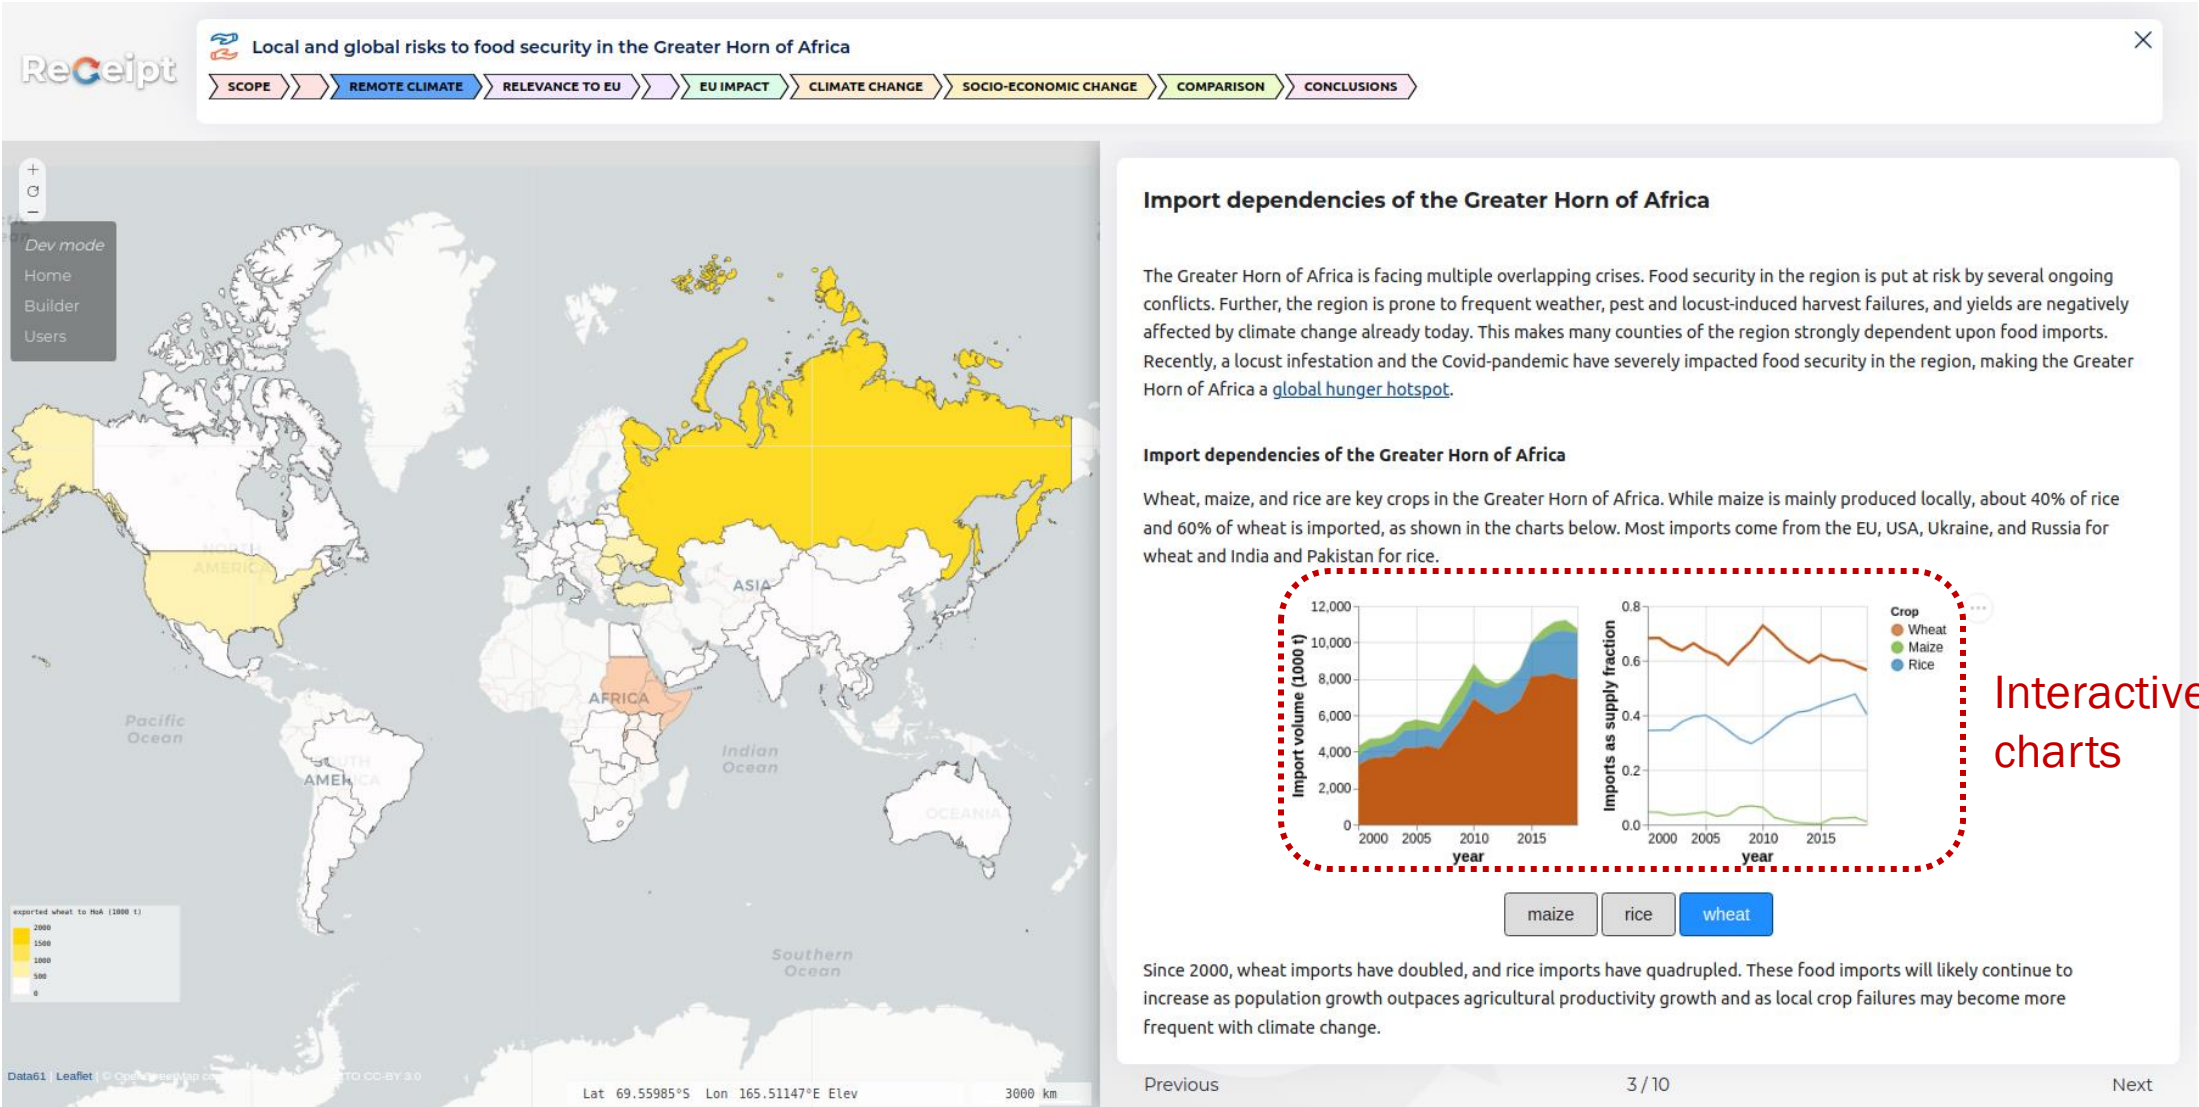 ReCeipt
Local and global risks to food security in the Greater Horn of Africa
SCOPE
REMOTE CLIMATE
RELEVANCE TO EU
EU IMPACT
CLIMATE CHANGE
SOCIO-ECONOMIC CHANGE
COMPARISON
CONCLUSIONS
Dev mode
Home
Builder
Users
NORTH
AMERICA
ASIA
AFRICA
Pacific
Ocean
SOUTH
AMERICA
Indian
Ocean
OCEANIA
Southern
Ocean
exported wheat to HoA (1000 t)
2000
1500
1000
500
0
Data61 | Leaflet | © OpenStreetMap
CC-BY 3.0
Lat 69.55985°S Lon 165.51147°E Elev
3000 km
Import dependencies of the Greater Horn of Africa
The Greater Horn of Africa is facing multiple overlapping crises. Food security in the region is put at risk by several ongoing
conflicts. Further, the region is prone to frequent weather, pest and locust-induced harvest failures, and yields are negatively
affected by climate change already today. This makes many counties of the region strongly dependent upon food imports.
Recently, a locust infestation and the Covid-pandemic have severely impacted food security in the region, making the Greater
Horn of Africa a global hunger hotspot.
Import dependencies of the Greater Horn of Africa
Wheat, maize, and rice are key crops in the Greater Horn of Africa. While maize is mainly produced locally, about 40% of rice
and 60% of wheat is imported, as shown in the charts below. Most imports come from the EU, USA, Ukraine, and Russia for
wheat and India and Pakistan for rice.
Import volume (1000 t)
12,000
10,000
8,000
6,000
4,000
2,000
0
2000 2005 2010 2015
year
Imports as supply fraction
0.8
0.6
0.4
0.2
0.0
2000 2005 2010 2015
year
Crop
Wheat
Maize
Rice
Interactive
charts
maize
rice
wheat
Since 2000, wheat imports have doubled, and rice imports have quadrupled. These food imports will likely continue to
increase as population growth outpaces agricultural productivity growth and as local crop failures may become more
frequent with climate change.
Previous
3 / 10
Next